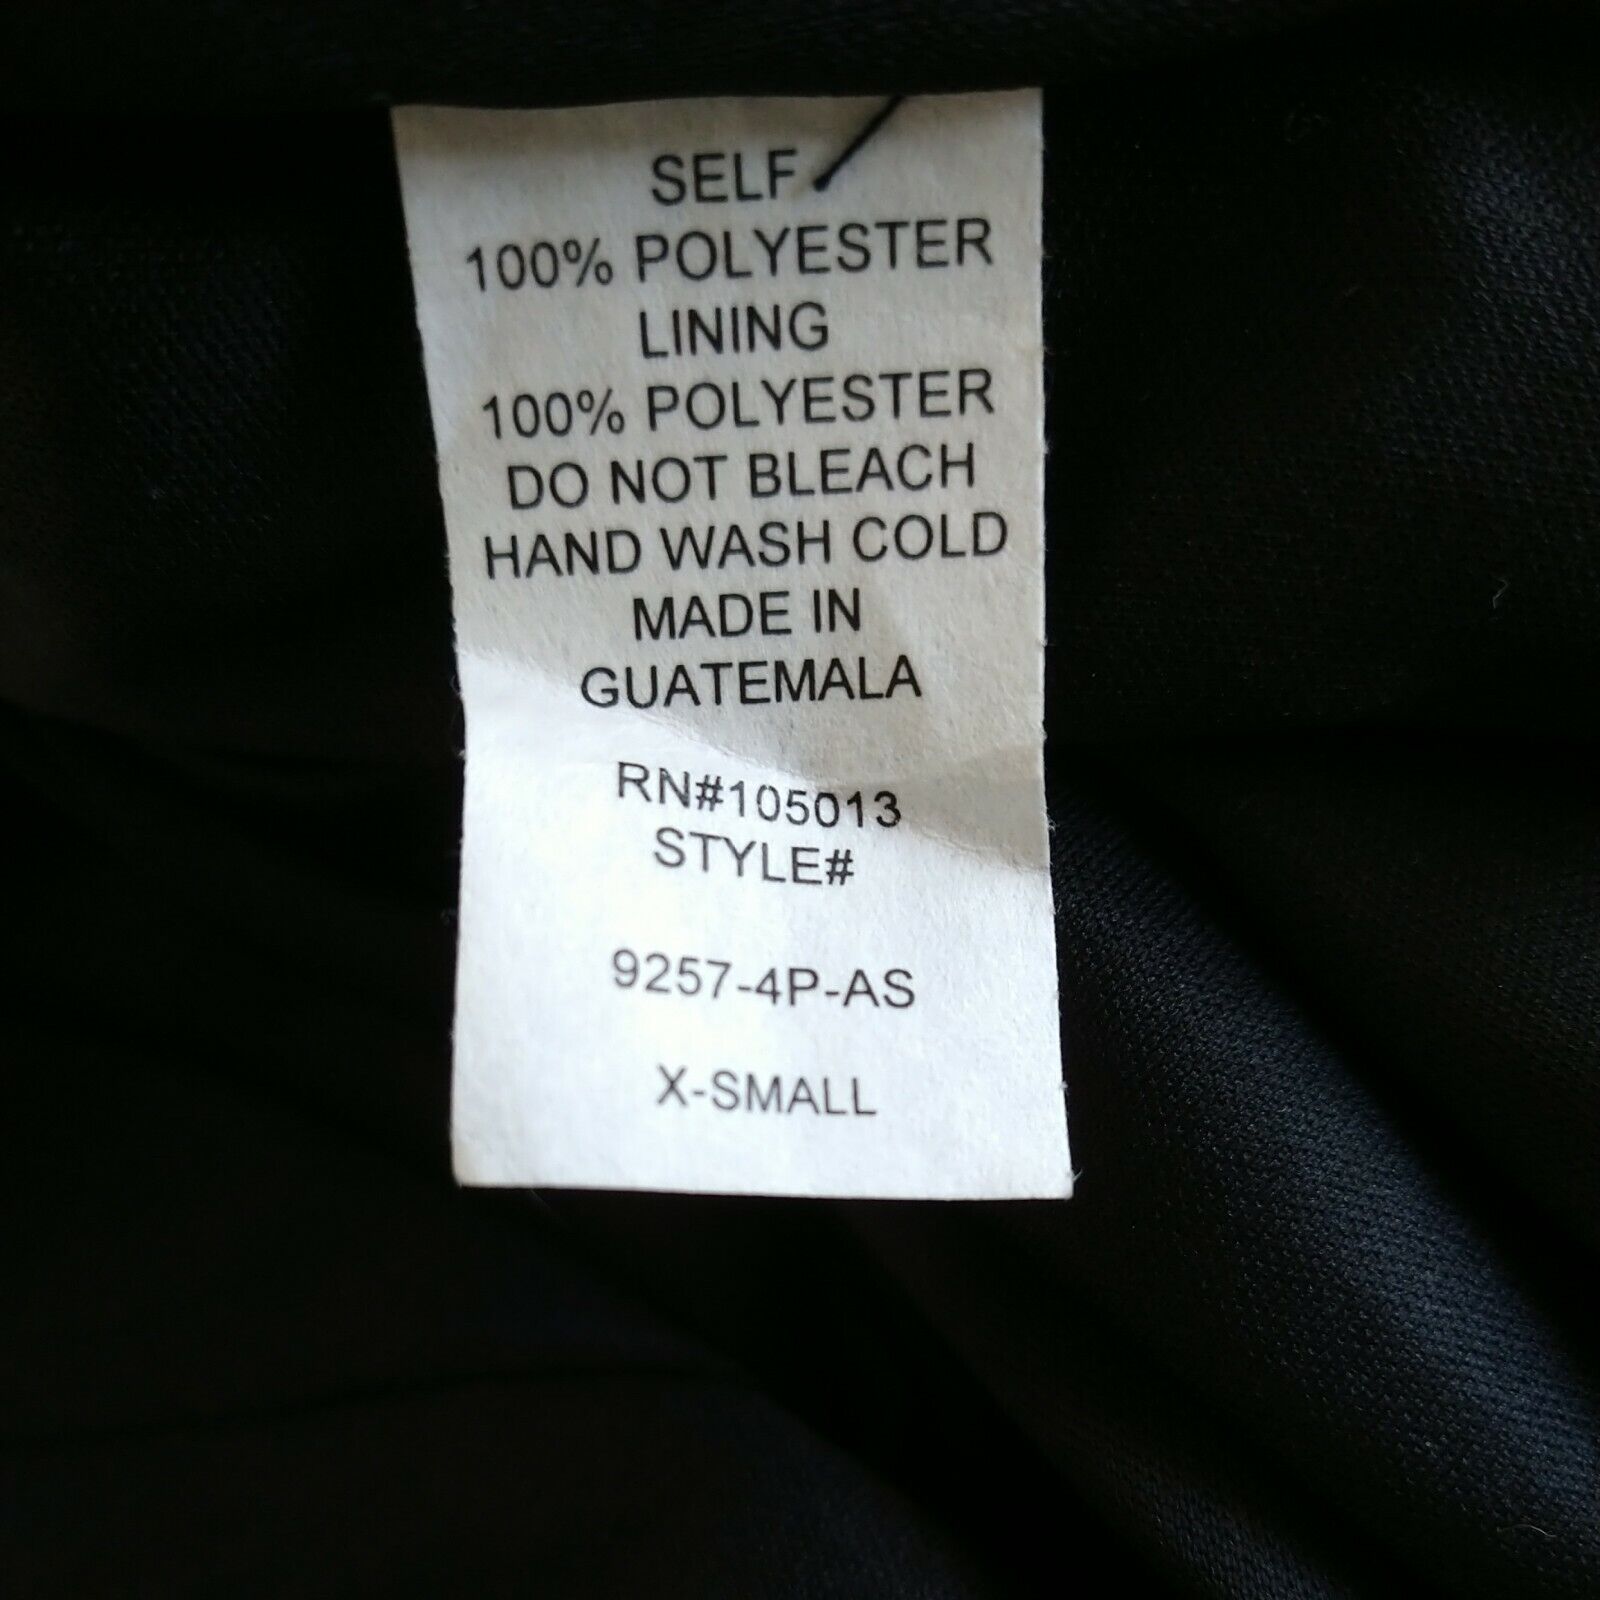 SELF
100% POLYESTER
LINING
100% POLYESTER
DO NOT BLEACH
HAND WASH COLD
MADE IN
GUATEMALA
RN#105013
STYLE#
9257-4P-AS
X-SMALL